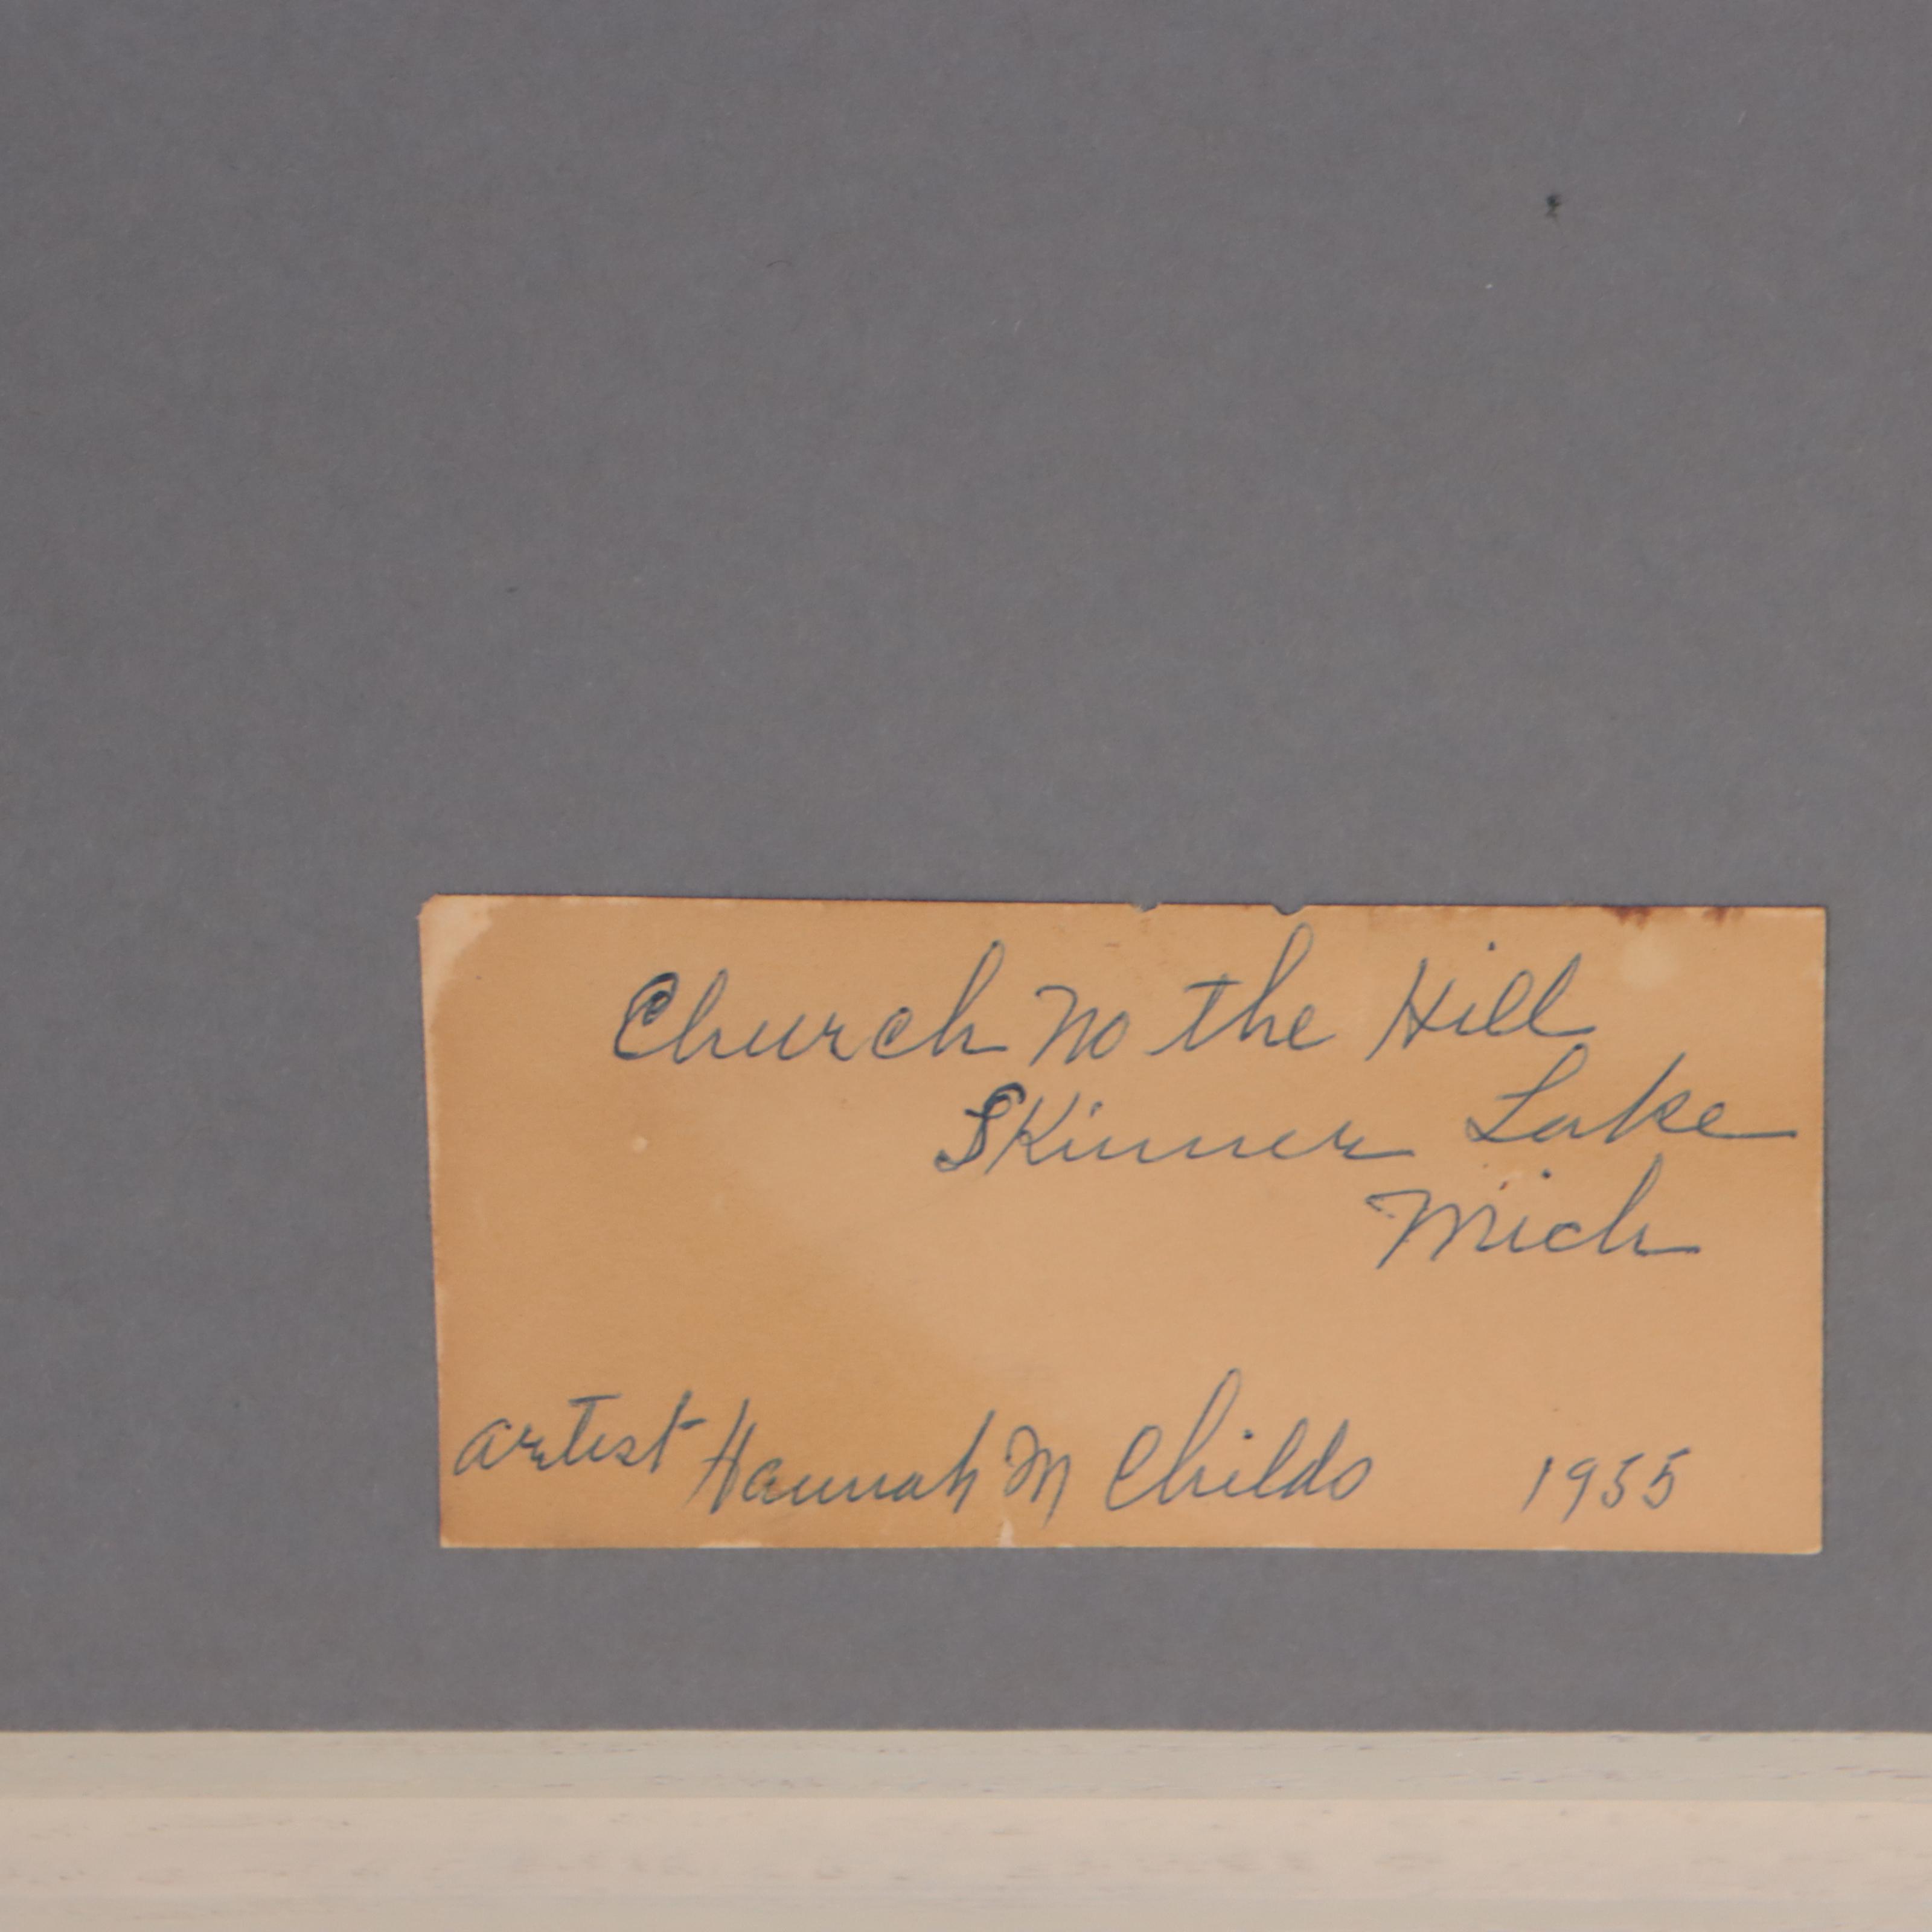 Church No the Hill
SKinner Lake
Mich
artist Hannah M Childs 1955